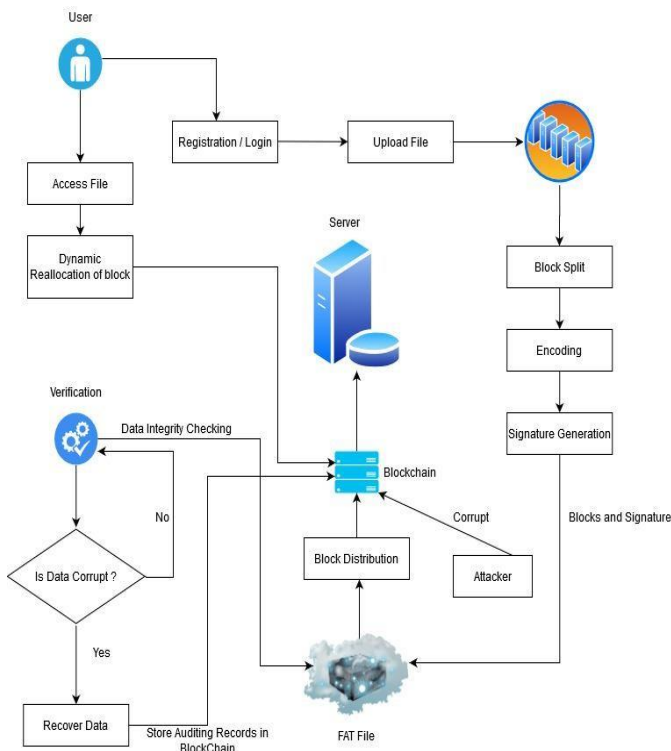 User
Registration / Login
Upload File
Access File
Server
Dynamic
Reallocation of block
Block Split
Encoding
Verification
Data Integrity Checking
Signature Generation
Blockchain
No
Corrupt
Blocks and Signature
Is Data Corrupt ?
Block Distribution
Attacker
Yes
Recover Data
Store Auditing Records in
BlockChain
FAT File